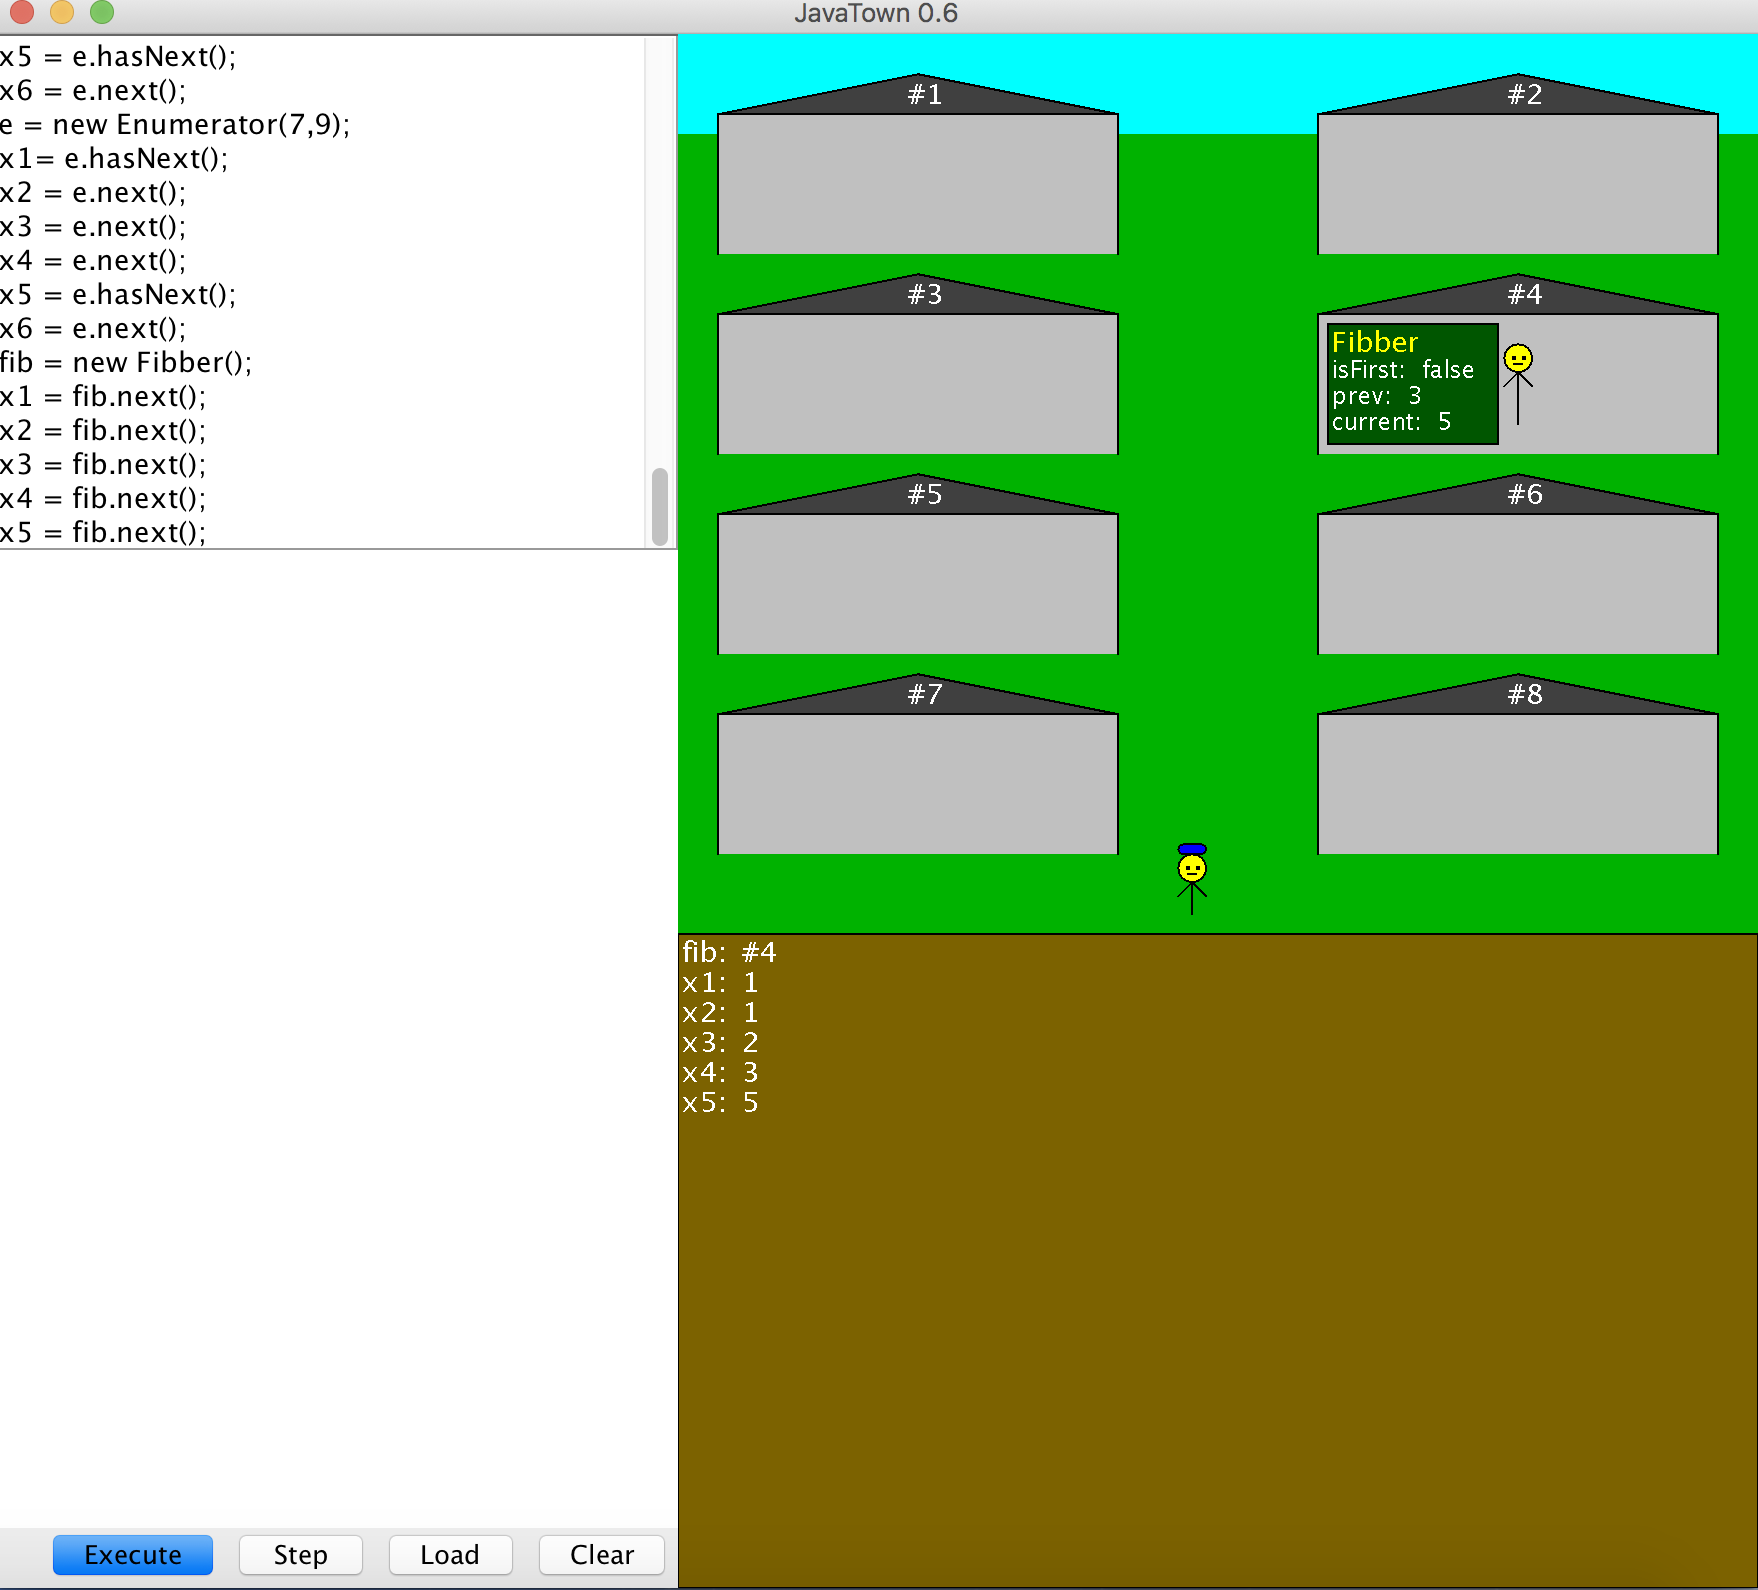 JavaTown 0.6
x5 = e.hasNext();
x6 = e.next();
e = new Enumerator(7,9);
x1= e.hasNext();
x2 = e.next();
x3 = e.next();
x4 = e.next();
x5 = e.hasNext();
x6 = e.next();
fib = new Fibber();
x1 = fib.next();
x2 = fib.next();
x3 = fib.next();
x4 = fib.next();
x5 = fib.next();
#1
#2
#3
#4
Fibber
isFirst: false
prev: 3
current: 5
#5
#6
#7
#8
fib: #4
x1: 1
x2: 1
x3: 2
x4: 3
x5: 5
Execute
Step
Load
Clear